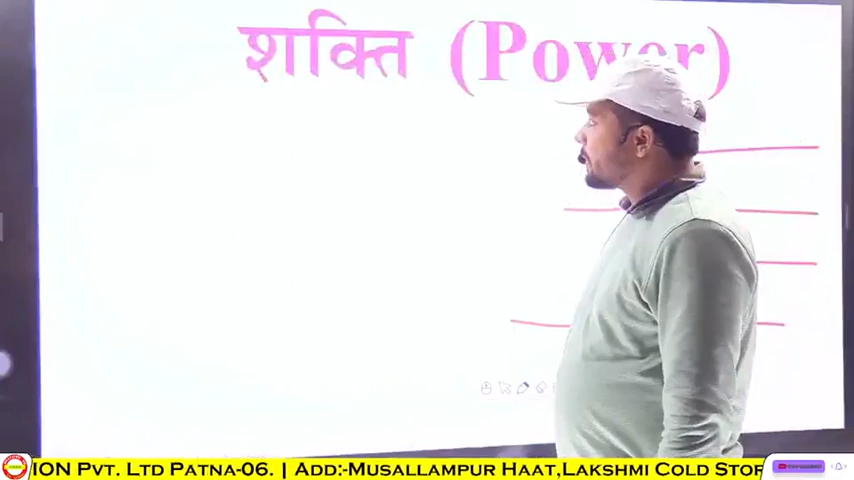 शक्ति (Power)
ION PVT. LTD PATNA-06. | ADD:-MUSALLAMPUR HAAT,LAKSHMI COLD STOR